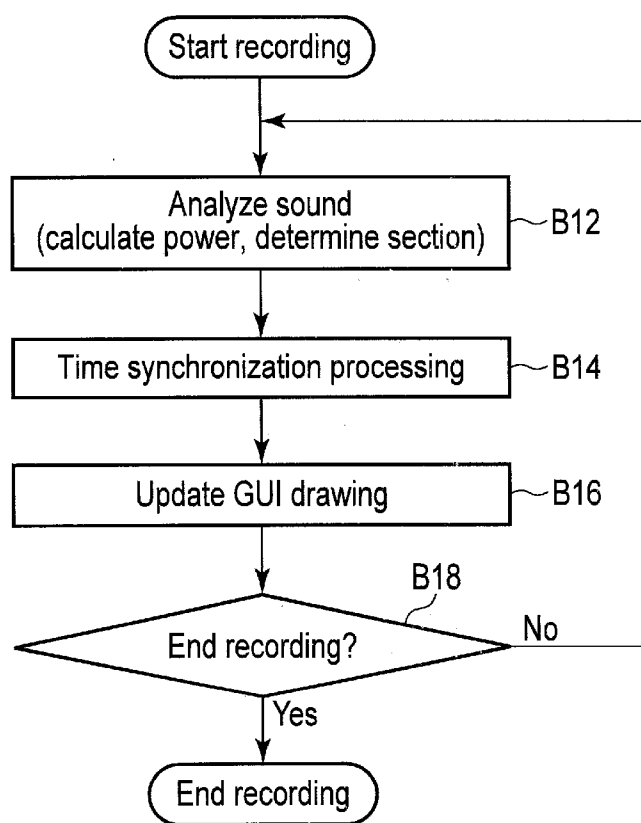 Start recording
Analyze sound
(calculate power, determine section)
B12
Time synchronization processing
B14
Update GUI drawing
B16
B18
End recording?
No
Yes
End recording